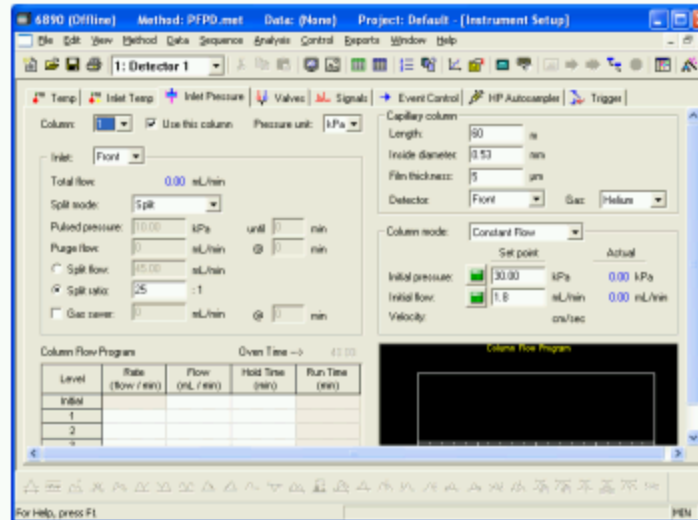 6890 (Offline) Method: PFPD.met Data: (None) Project: Default - [Instrument Setup]
File Edit View Method Data Sequence Analysis Control Reports Window Help
1: Detector 1
Temp Inlet Temp Inlet Pressure Valves Signals Event Control HP Autosampler Trigger
Column: 1 Use this column Pressure unit: kPa
Inlet: Front
Total flow: 0.00 mL/min
Split mode: Split
Pulsed pressure: 10.00 kPa until 0 min
Purge flow: 0 mL/min @ 0 min
Split flow: 45.00 mL/min
Split ratio: 25 :1
Gas saver: 0 mL/min @ 0 min
Capillary column
Length: 60 m
Inside diameter: 0.53 mm
Film thickness: 5 µm
Detector: Front Gas: Helium
Column mode: Constant Flow
Set point Actual
Initial pressure: 30.00 kPa 0.00 kPa
Initial flow: 1.8 mL/min 0.00 mL/min
Velocity: cm/sec
Column Flow Program Oven Time -->
Level Rate (flow / min) Flow (mL / min) Hold Time (min) Run Time (min)
Initial
1
2
Column Flow Program
For Help, press F1
MIN